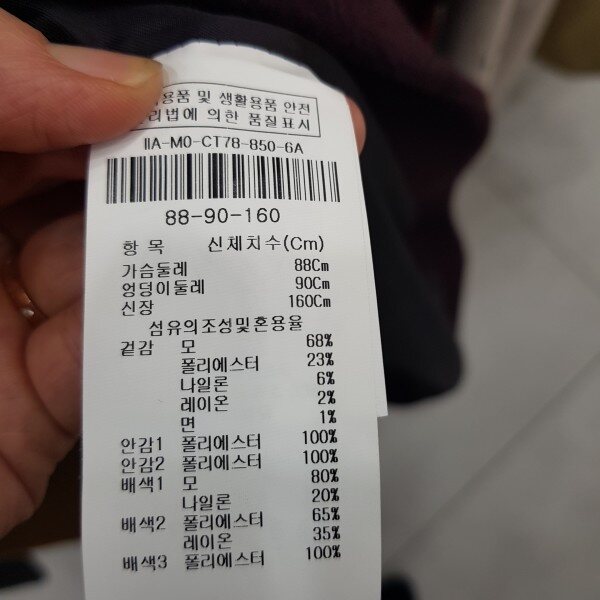 용품 및 생활용품 안전
리법에 의한 품질표시
IIA-MO-CT78-850-6A
88-90-160
항 목 신체치수(Cm)
가슴둘레 88Cm
엉덩이둘레 90Cm
신장 160Cm
섬유의조성및혼용율
겉감 모 68%
폴리에스터 23%
나일론 6%
레이온 2%
면 1%
안감1 폴리에스터 100%
안감2 폴리에스터 100%
배색1 모 80%
나일론 20%
배색2 폴리에스터 65%
레이온 35%
배색3 폴리에스터 100%